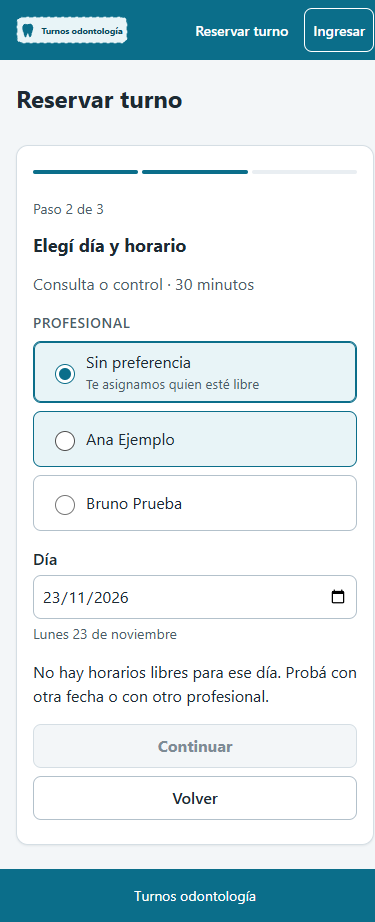 Turnos odontología
Reservar turno
Ingresar
Reservar turno
Paso 2 de 3
Elegí día y horario
Consulta o control · 30 minutos
PROFESIONAL
Sin preferencia
Te asignamos quien esté libre
Ana Ejemplo
Bruno Prueba
Día
23/11/2026
Lunes 23 de noviembre
No hay horarios libres para ese día. Probá con
otra fecha o con otro profesional.
Continuar
Volver
Turnos odontología